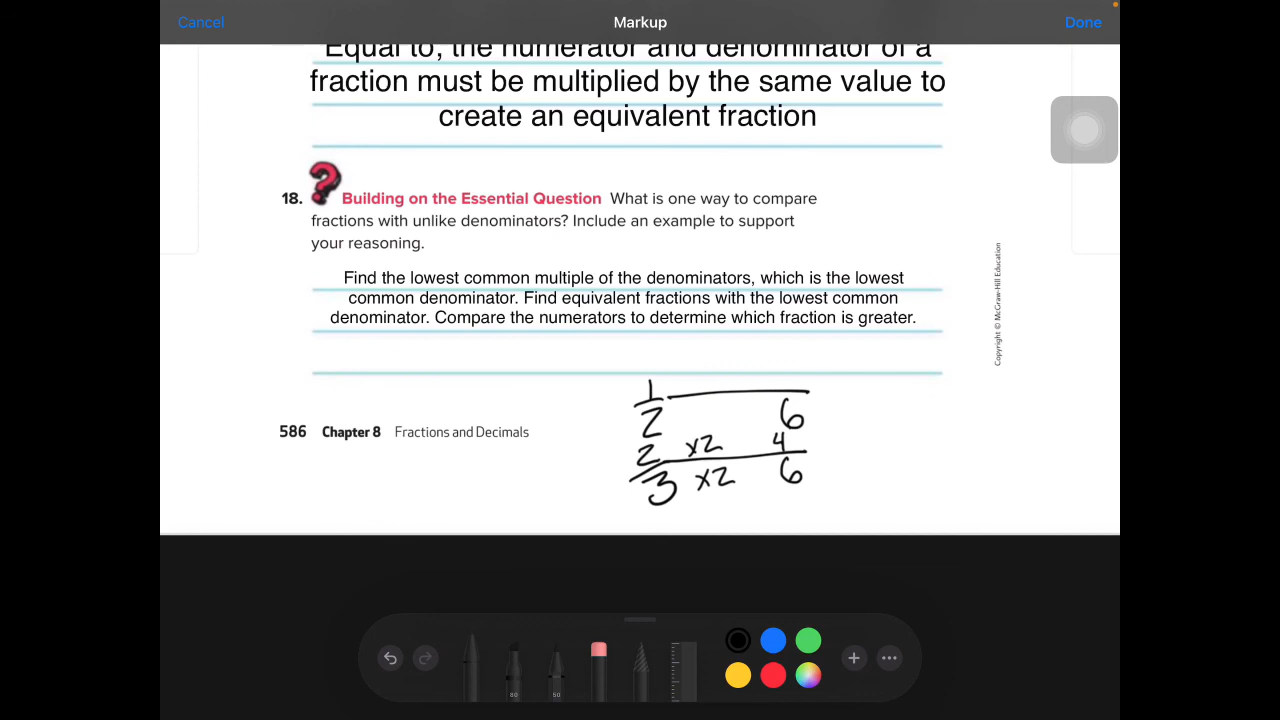 Cancel Markup Done
Equal to, the numerator and denominator of a
fraction must be multiplied by the same value to
create an equivalent fraction
18. ? Building on the Essential Question What is one way to compare
fractions with unlike denominators? Include an example to support
your reasoning.
Find the lowest common multiple of the denominators, which is the lowest
common denominator. Find equivalent fractions with the lowest common
denominator. Compare the numerators to determine which fraction is greater.
Copyright © McGraw-Hill Education
1
2 6
2 x2 4
3 x2 6
586 Chapter 8 Fractions and Decimals
80 50